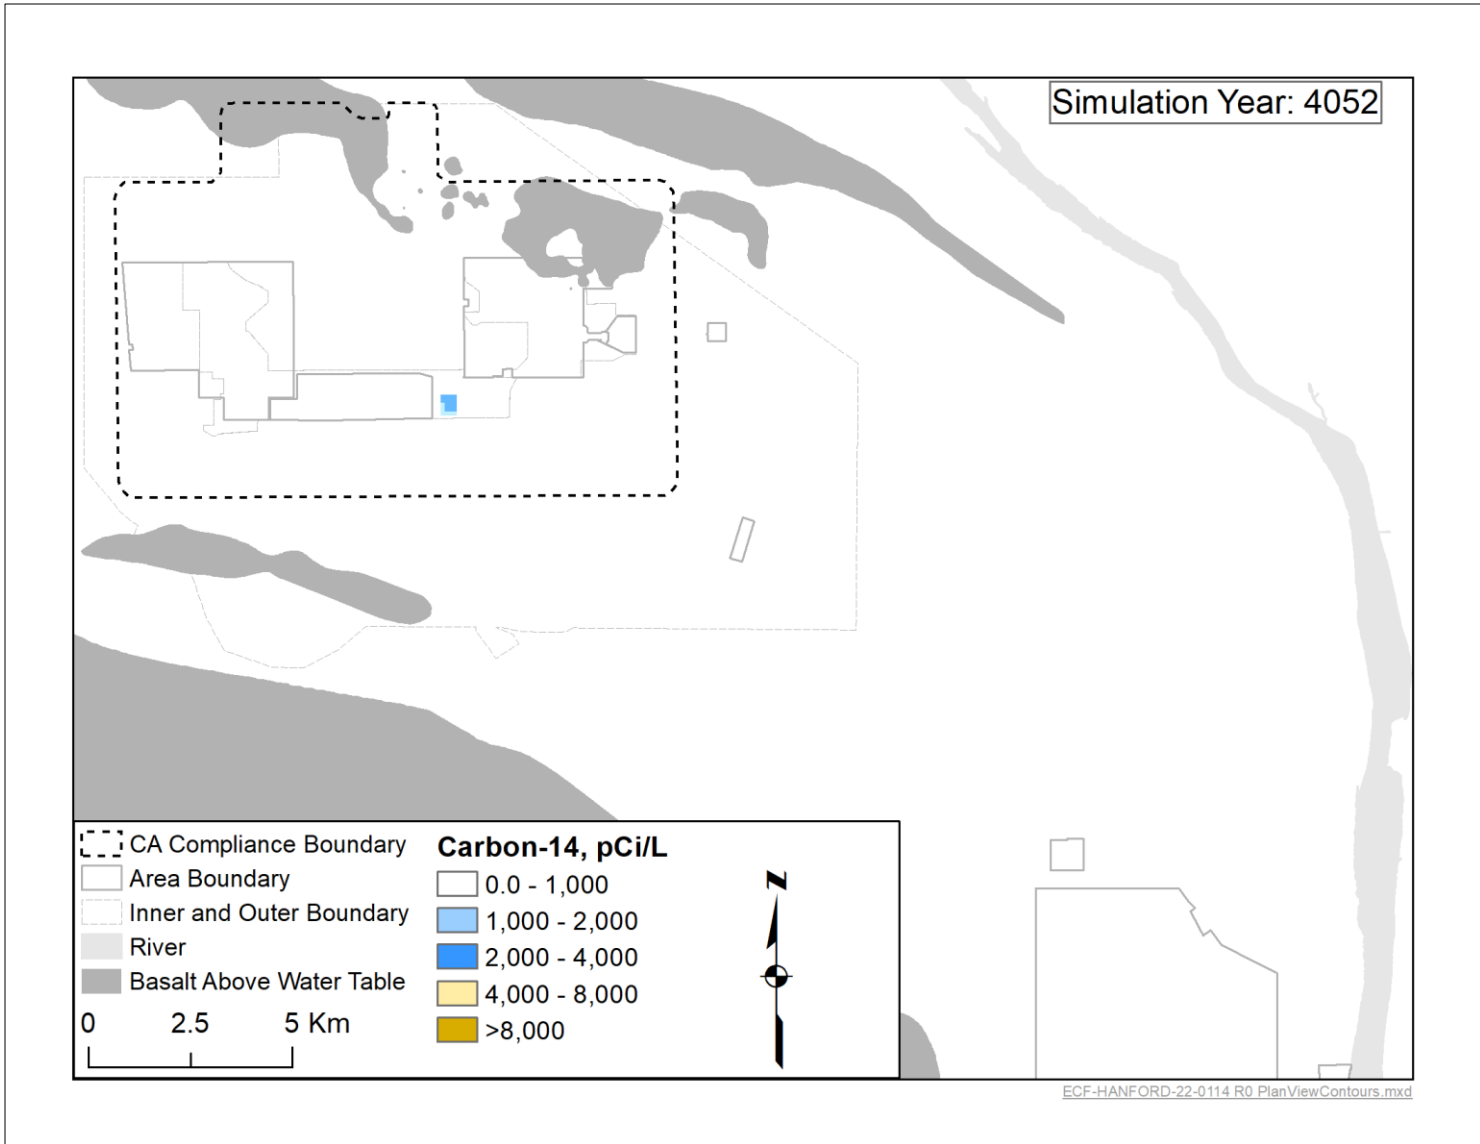 Simulation Year: 4052
CA Compliance Boundary
Area Boundary
Inner and Outer Boundary
River
Basalt Above Water Table
0 2.5 5 Km
Carbon-14, pCi/L
0.0 - 1,000
1,000 - 2,000
2,000 - 4,000
4,000 - 8,000
>8,000
N
ECF-HANFORD-22-0114 R0 PlanViewContours.mxd